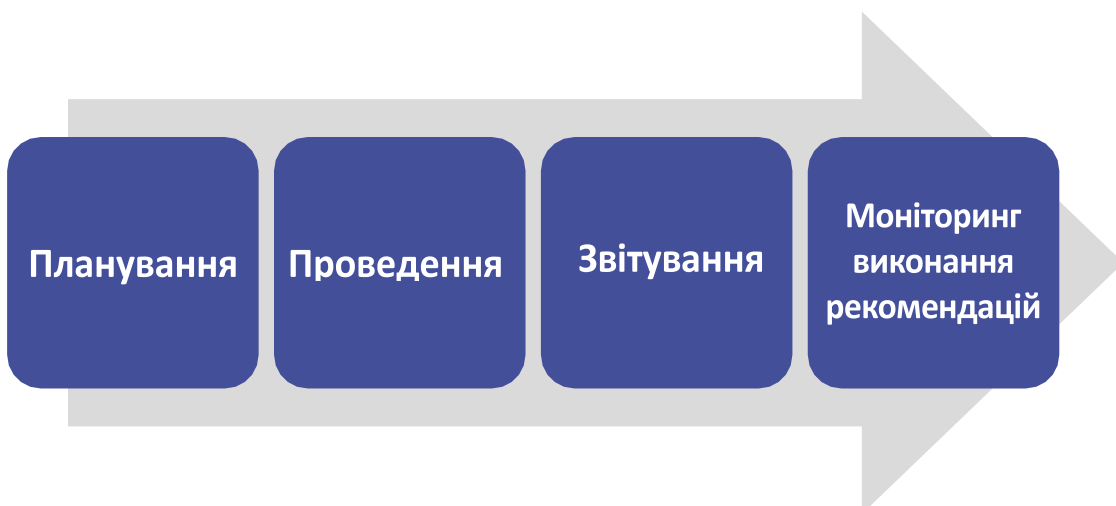 Планування
Проведення
Звітування
Моніторинг
виконання
рекомендацій